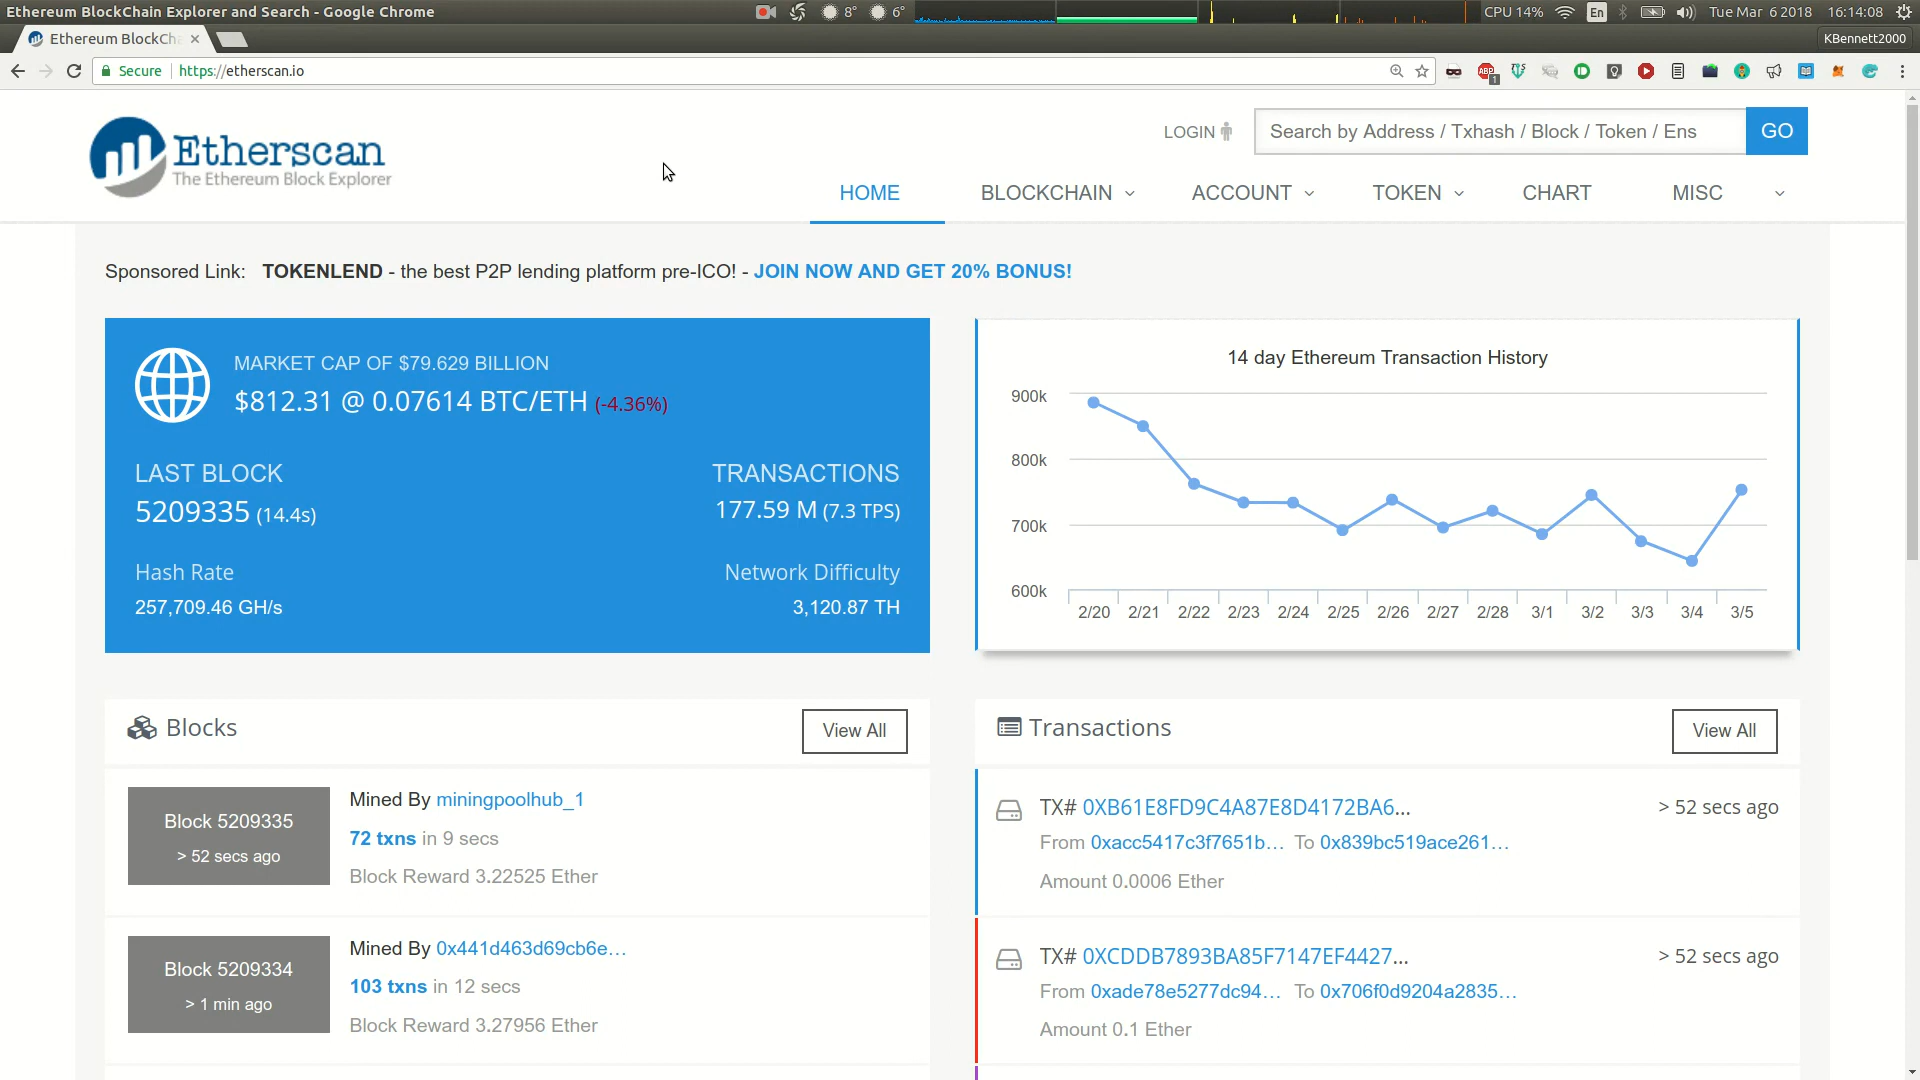 Ethereum BlockChain Explorer and Search - Google Chrome
8° 6° CPU 14% En Tue Mar 6 2018 16:14:08
Ethereum BlockCh
KBennett2000
Secure https://etherscan.io
ABP 1
Etherscan
The Ethereum Block Explorer
LOGIN
Search by Address / Txhash / Block / Token / Ens
GO
HOME BLOCKCHAIN ACCOUNT TOKEN CHART MISC
Sponsored Link: TOKENLEND - the best P2P lending platform pre-ICO! - JOIN NOW AND GET 20% BONUS!
MARKET CAP OF $79.629 BILLION
$812.31 @ 0.07614 BTC/ETH (-4.36%)
LAST BLOCK
5209335 (14.4s)
TRANSACTIONS
177.59 M (7.3 TPS)
Hash Rate
257,709.46 GH/s
Network Difficulty
3,120.87 TH
14 day Ethereum Transaction History
900k
800k
700k
600k
2/20 2/21 2/22 2/23 2/24 2/25 2/26 2/27 2/28 3/1 3/2 3/3 3/4 3/5
Blocks
View All
Block 5209335
> 52 secs ago
Mined By miningpoolhub_1
72 txns in 9 secs
Block Reward 3.22525 Ether
Block 5209334
> 1 min ago
Mined By 0x441d463d69cb6e...
103 txns in 12 secs
Block Reward 3.27956 Ether
Transactions
View All
TX# 0XB61E8FD9C4A87E8D4172BA6...
> 52 secs ago
From 0xacc5417c3f7651b... To 0x839bc519ace261...
Amount 0.0006 Ether
TX# 0XCDDB7893BA85F7147EF4427...
> 52 secs ago
From 0xade78e5277dc94... To 0x706f0d9204a2835...
Amount 0.1 Ether